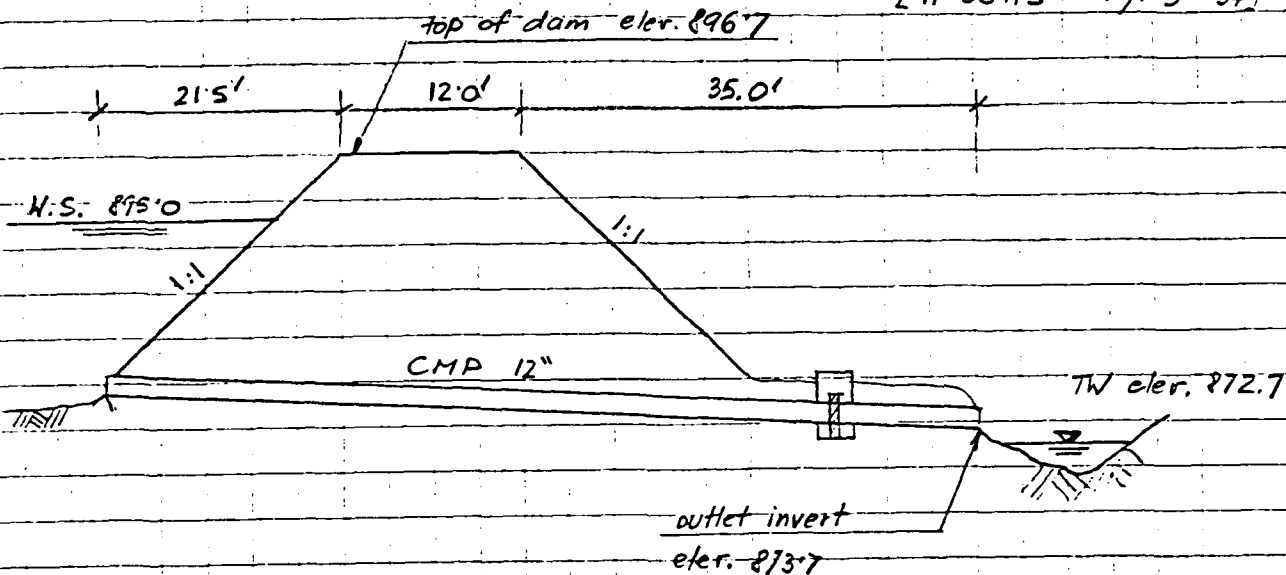 top of dam elev. 896.7
21.5' 12.0' 35.0'
W.S. 895.0
1:1
1:1
CMP 12"
TW elev. 872.7
outlet invert
elev. 873.7